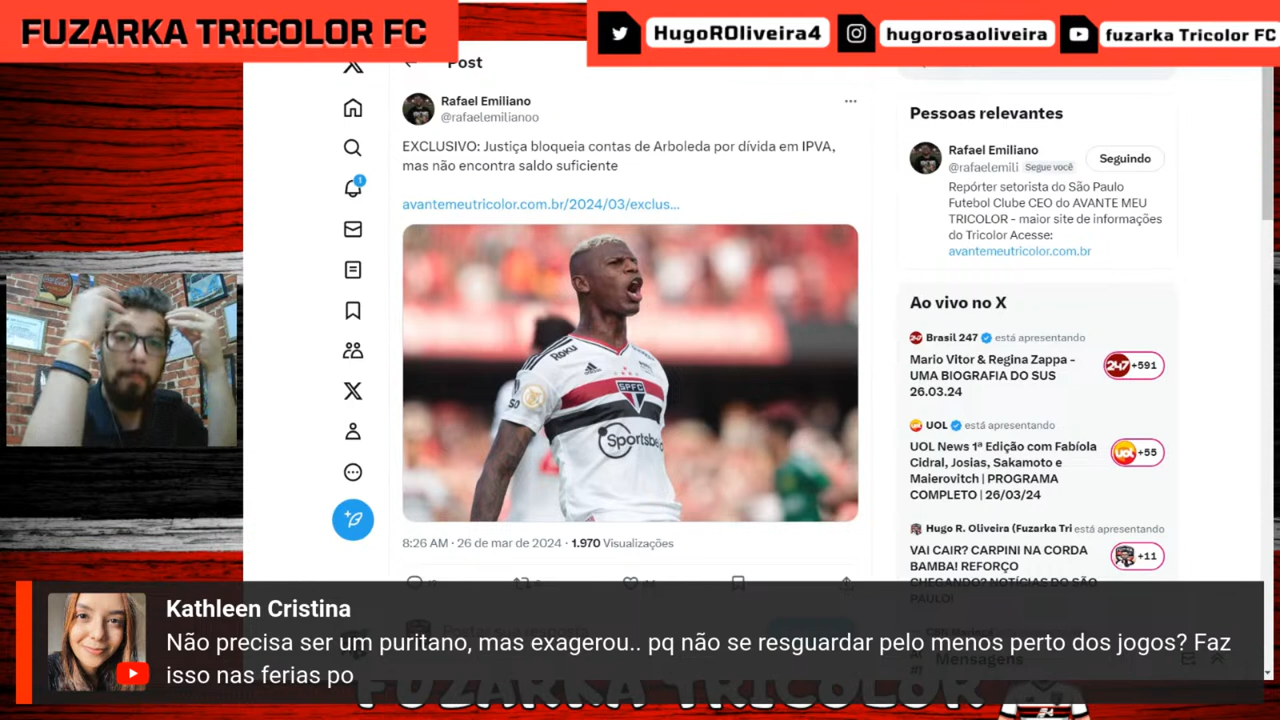 FUZARKA TRICOLOR FC
HugoROliveira4
hugorosaoliveira
fuzarka Tricolor FC
Post
Rafael Emiliano
@rafaelemilianoo
EXCLUSIVO: Justiça bloqueia contas de Arboleda por dívida em IPVA,
mas não encontra saldo suficiente
avantemeutricolor.com.br/2024/03/exclus...
ROKU
SPFC
Sportsbe
8:26 AM · 26 de mar de 2024 · 1.970 Visualizações
Pessoas relevantes
Rafael Emiliano
@rafaelemili Segue você
Seguindo
Repórter setorista do São Paulo
Futebol Clube CEO do AVANTE MEU
TRICOLOR - maior site de informações
do Tricolor Acesse:
avantemeutricolor.com.br
Ao vivo no X
Brasil 247 está apresentando
Mario Vitor & Regina Zappa -
UMA BIOGRAFIA DO SUS
26.03.24
247 +591
UOL está apresentando
UOL News 1ª Edição com Fabíola
Cidral, Josias, Sakamoto e
Maierovitch | PROGRAMA
COMPLETO | 26/03/24
UOL +55
Hugo R. Oliveira (Fuzarka Tri está apresentando
VAI CAIR? CARPINI NA CORDA
BAMBA! REFORÇO
CHEGANDO? NOTÍCIAS DO SÃO
PAULO!
+11
Mensagens
Kathleen Cristina
Não precisa ser um puritano, mas exagerou.. pq não se resguardar pelo menos perto dos jogos? Faz
isso nas ferias po
FUZARKA TRICOLOR